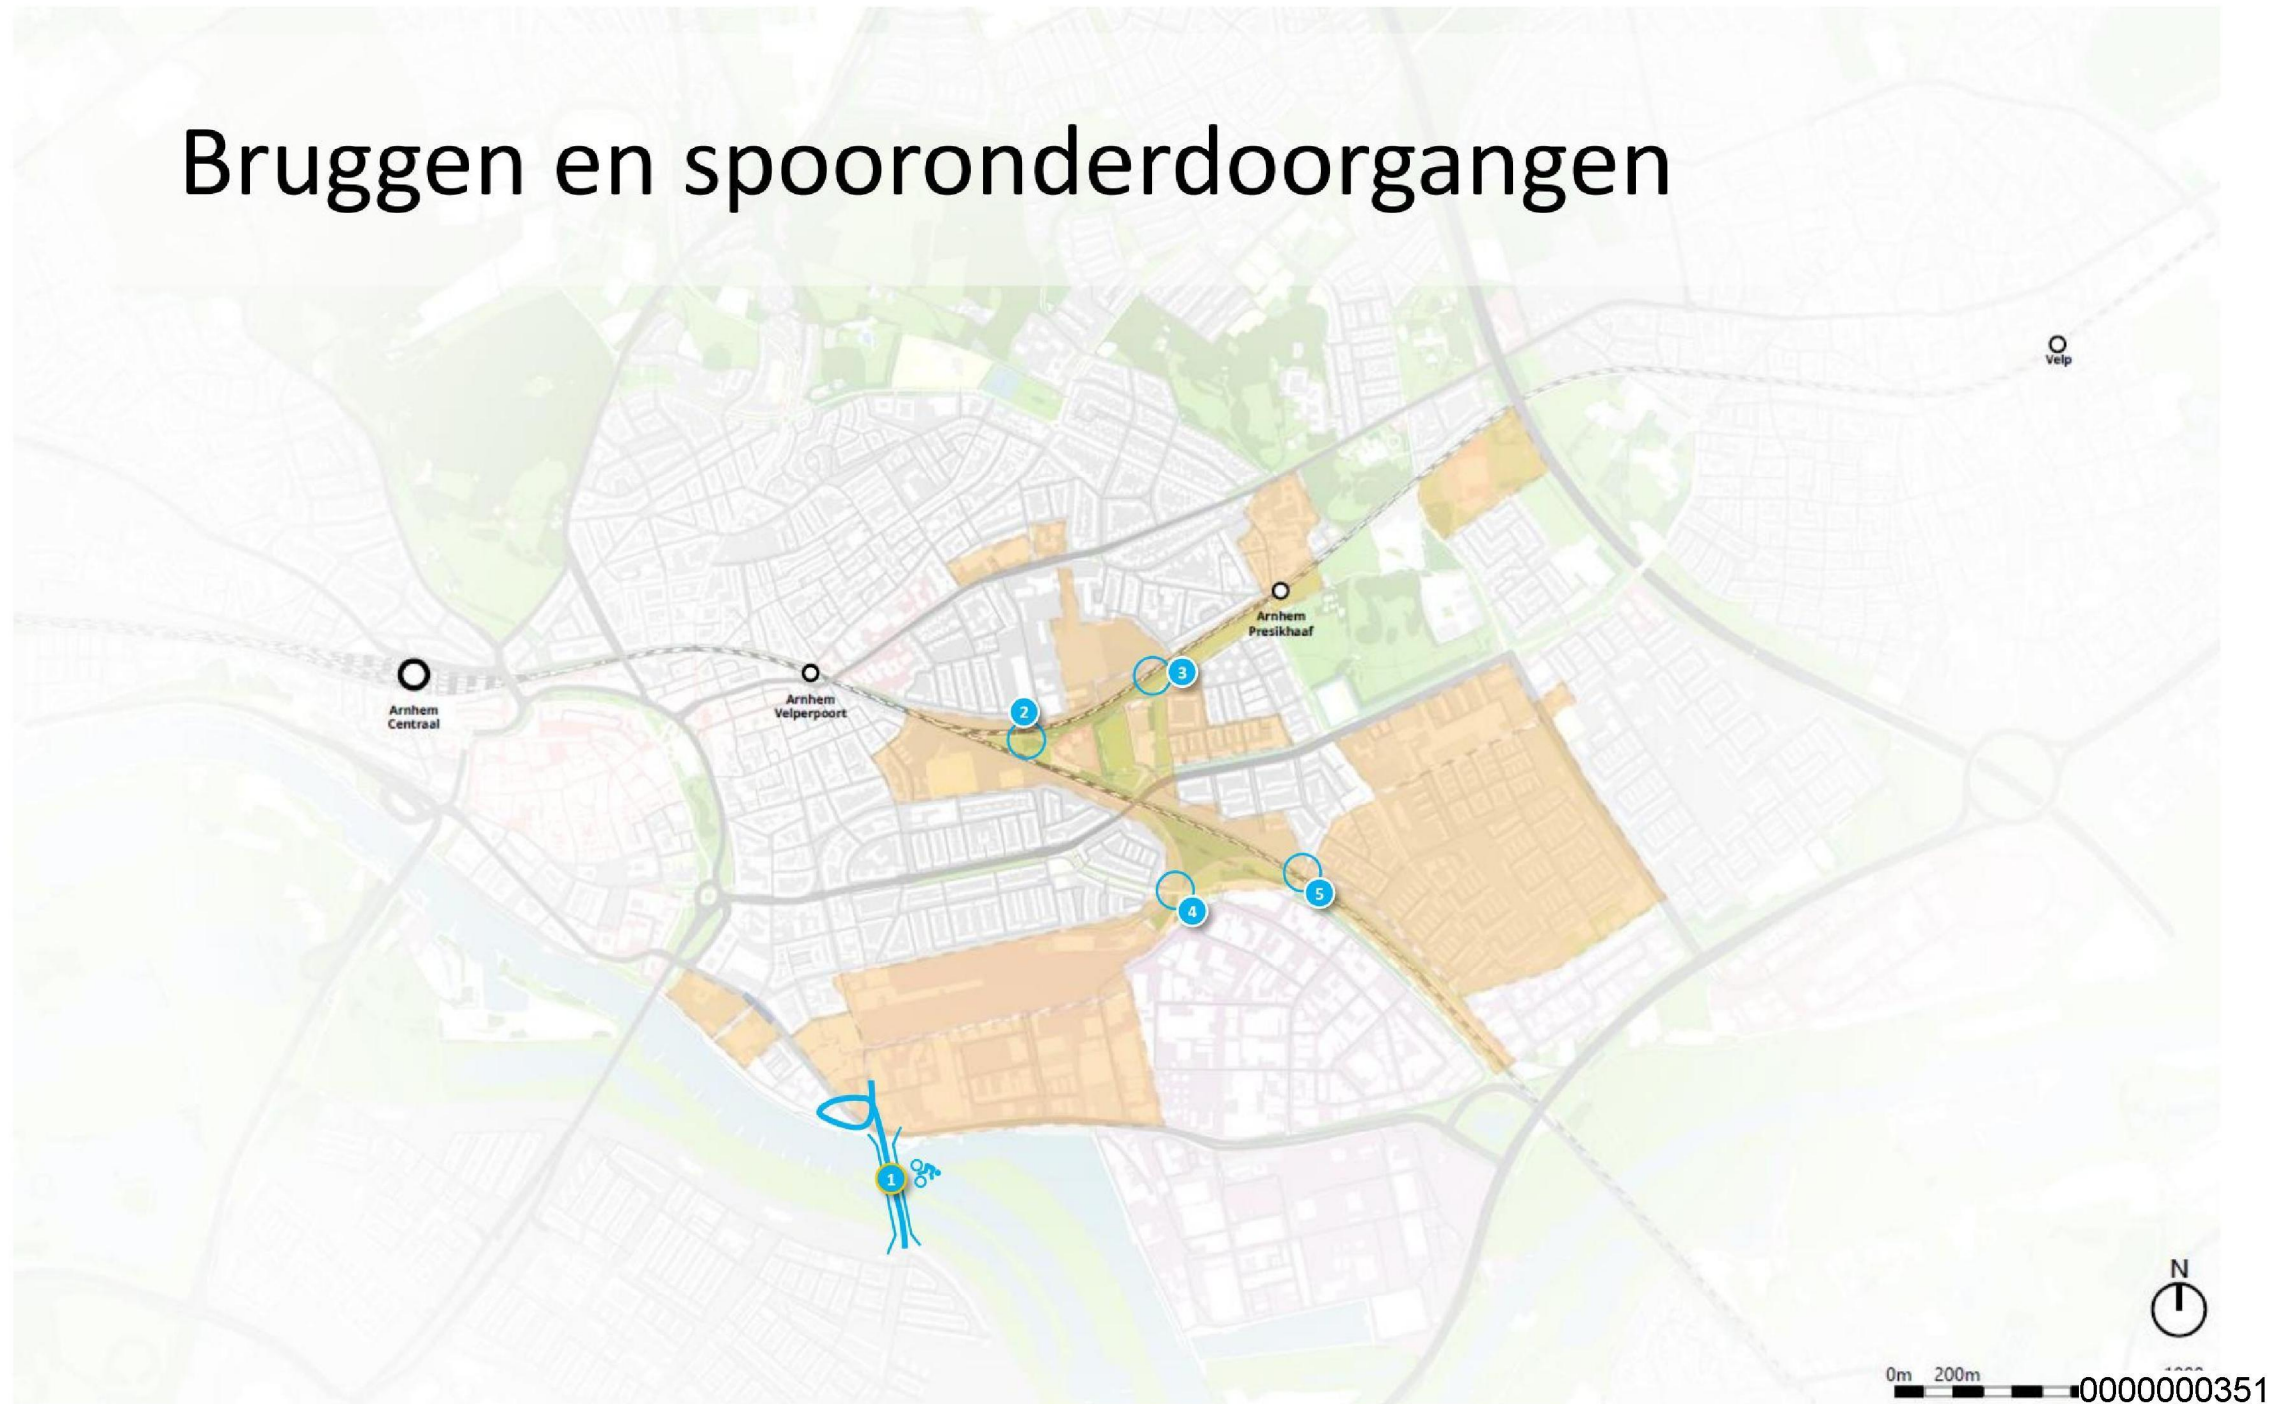 Bruggen en spooronderdoorgangen
Velp
Arnhem
Presikhaaf
Arnhem
Centraal
Arnhem
Velperpoort
3
2
5
4
1
N
0m 200m
0000000351